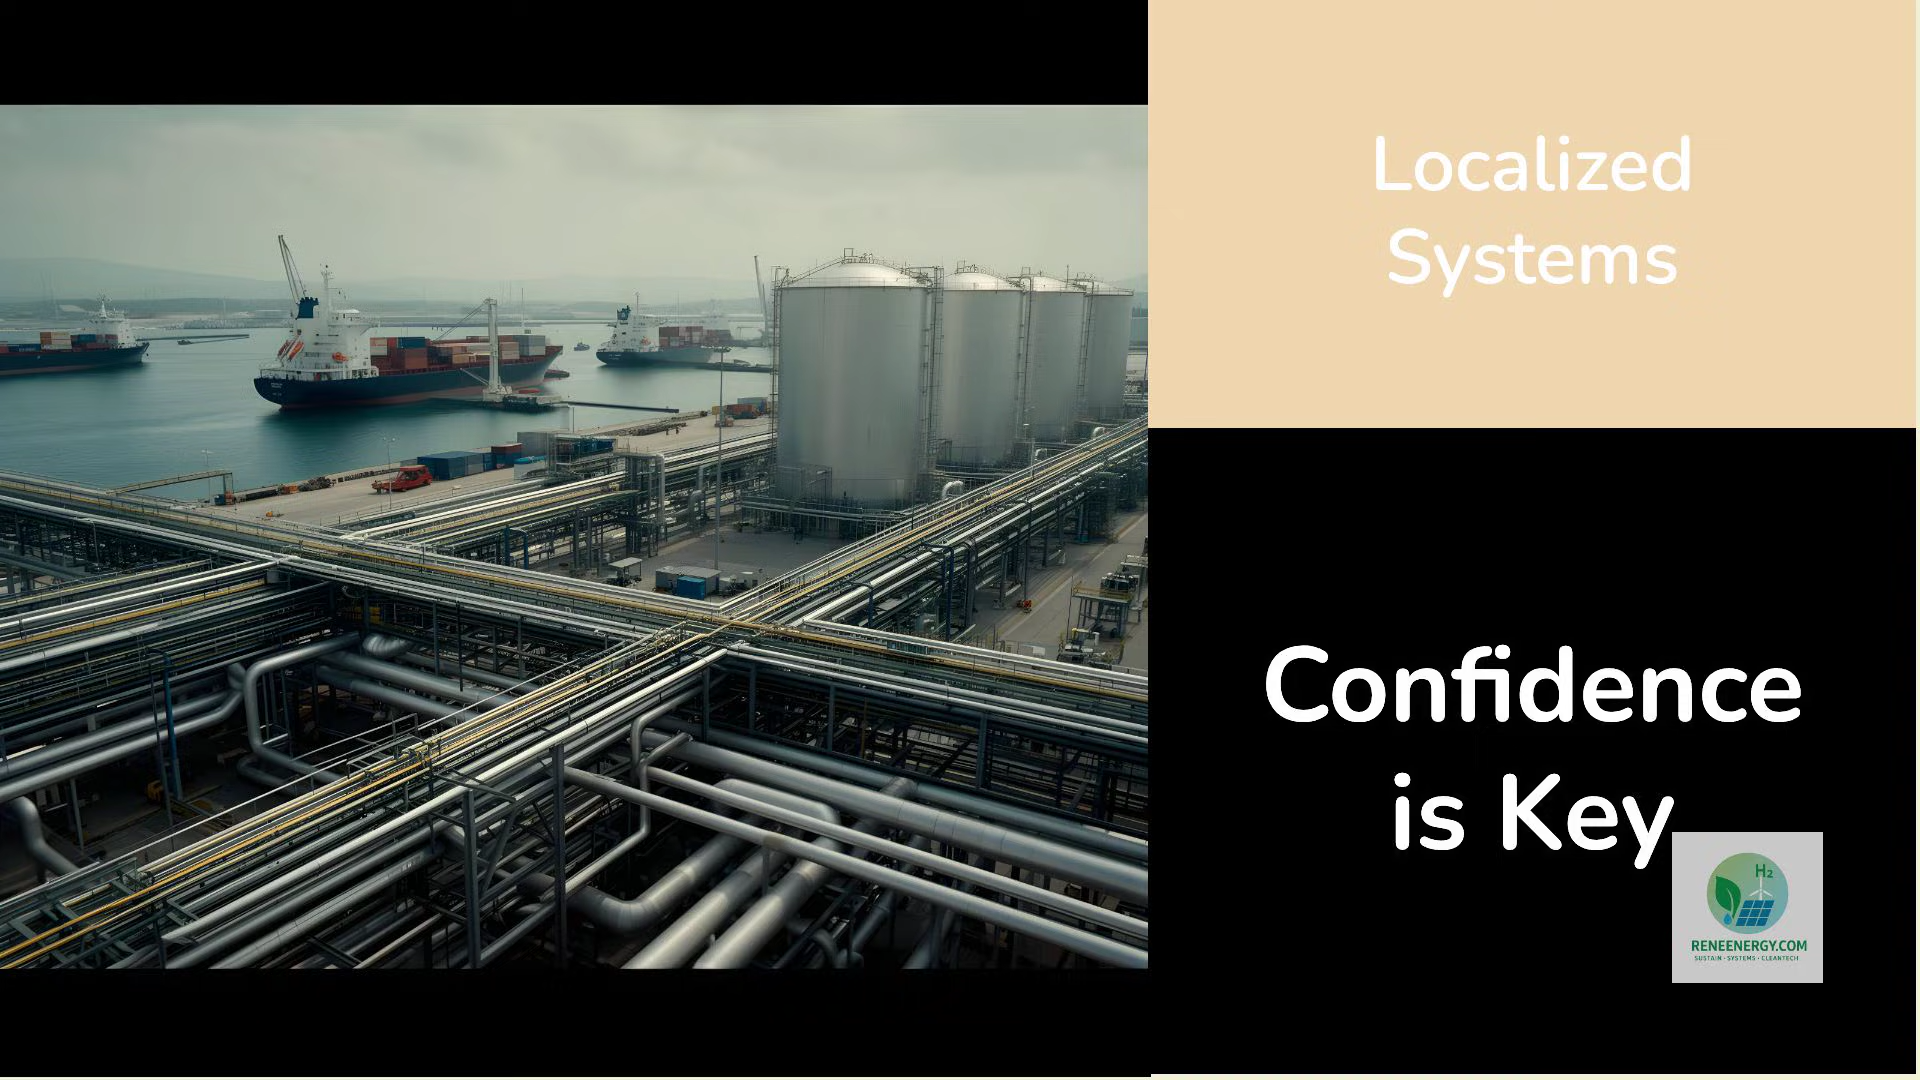 Localized
Systems
Confidence
is Key
H₂
RENEENERGY.COM
SUSTAIN · SYSTEMS · CLEANTECH